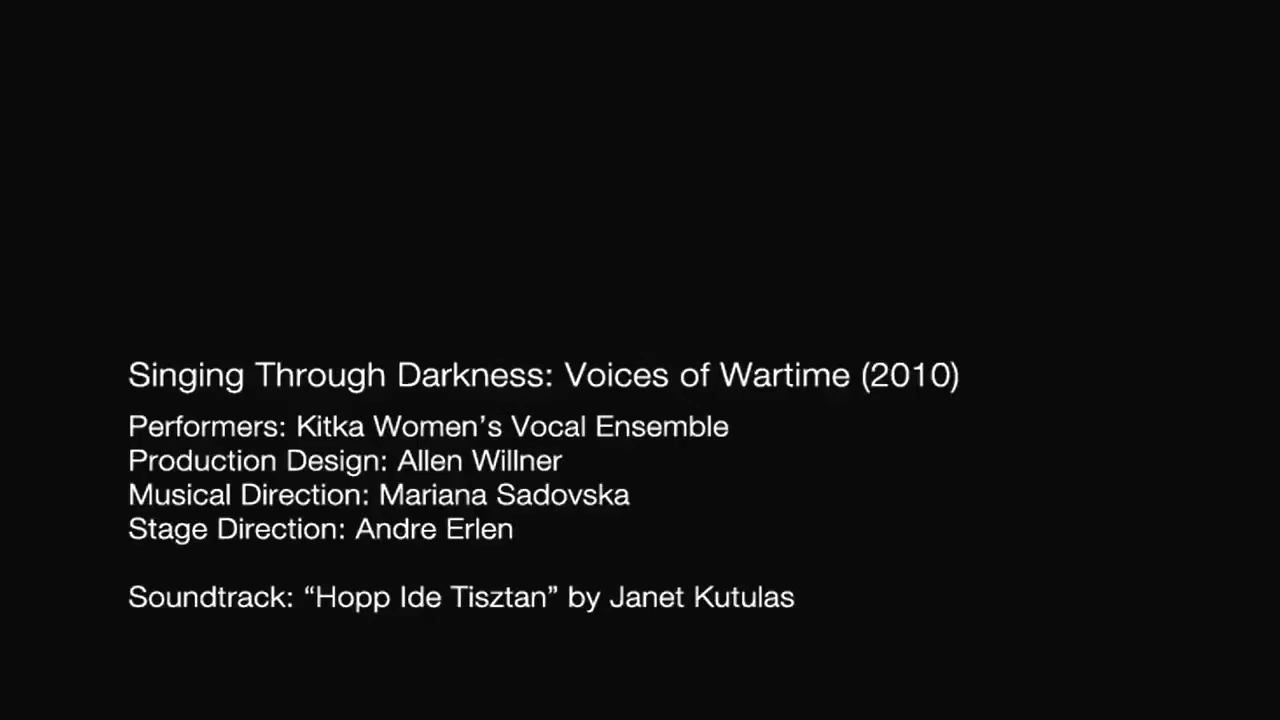 Singing Through Darkness: Voices of Wartime (2010)
Performers: Kitka Women’s Vocal Ensemble
Production Design: Allen Willner
Musical Direction: Mariana Sadovska
Stage Direction: Andre Erlen
Soundtrack: “Hopp Ide Tisztan” by Janet Kutulas